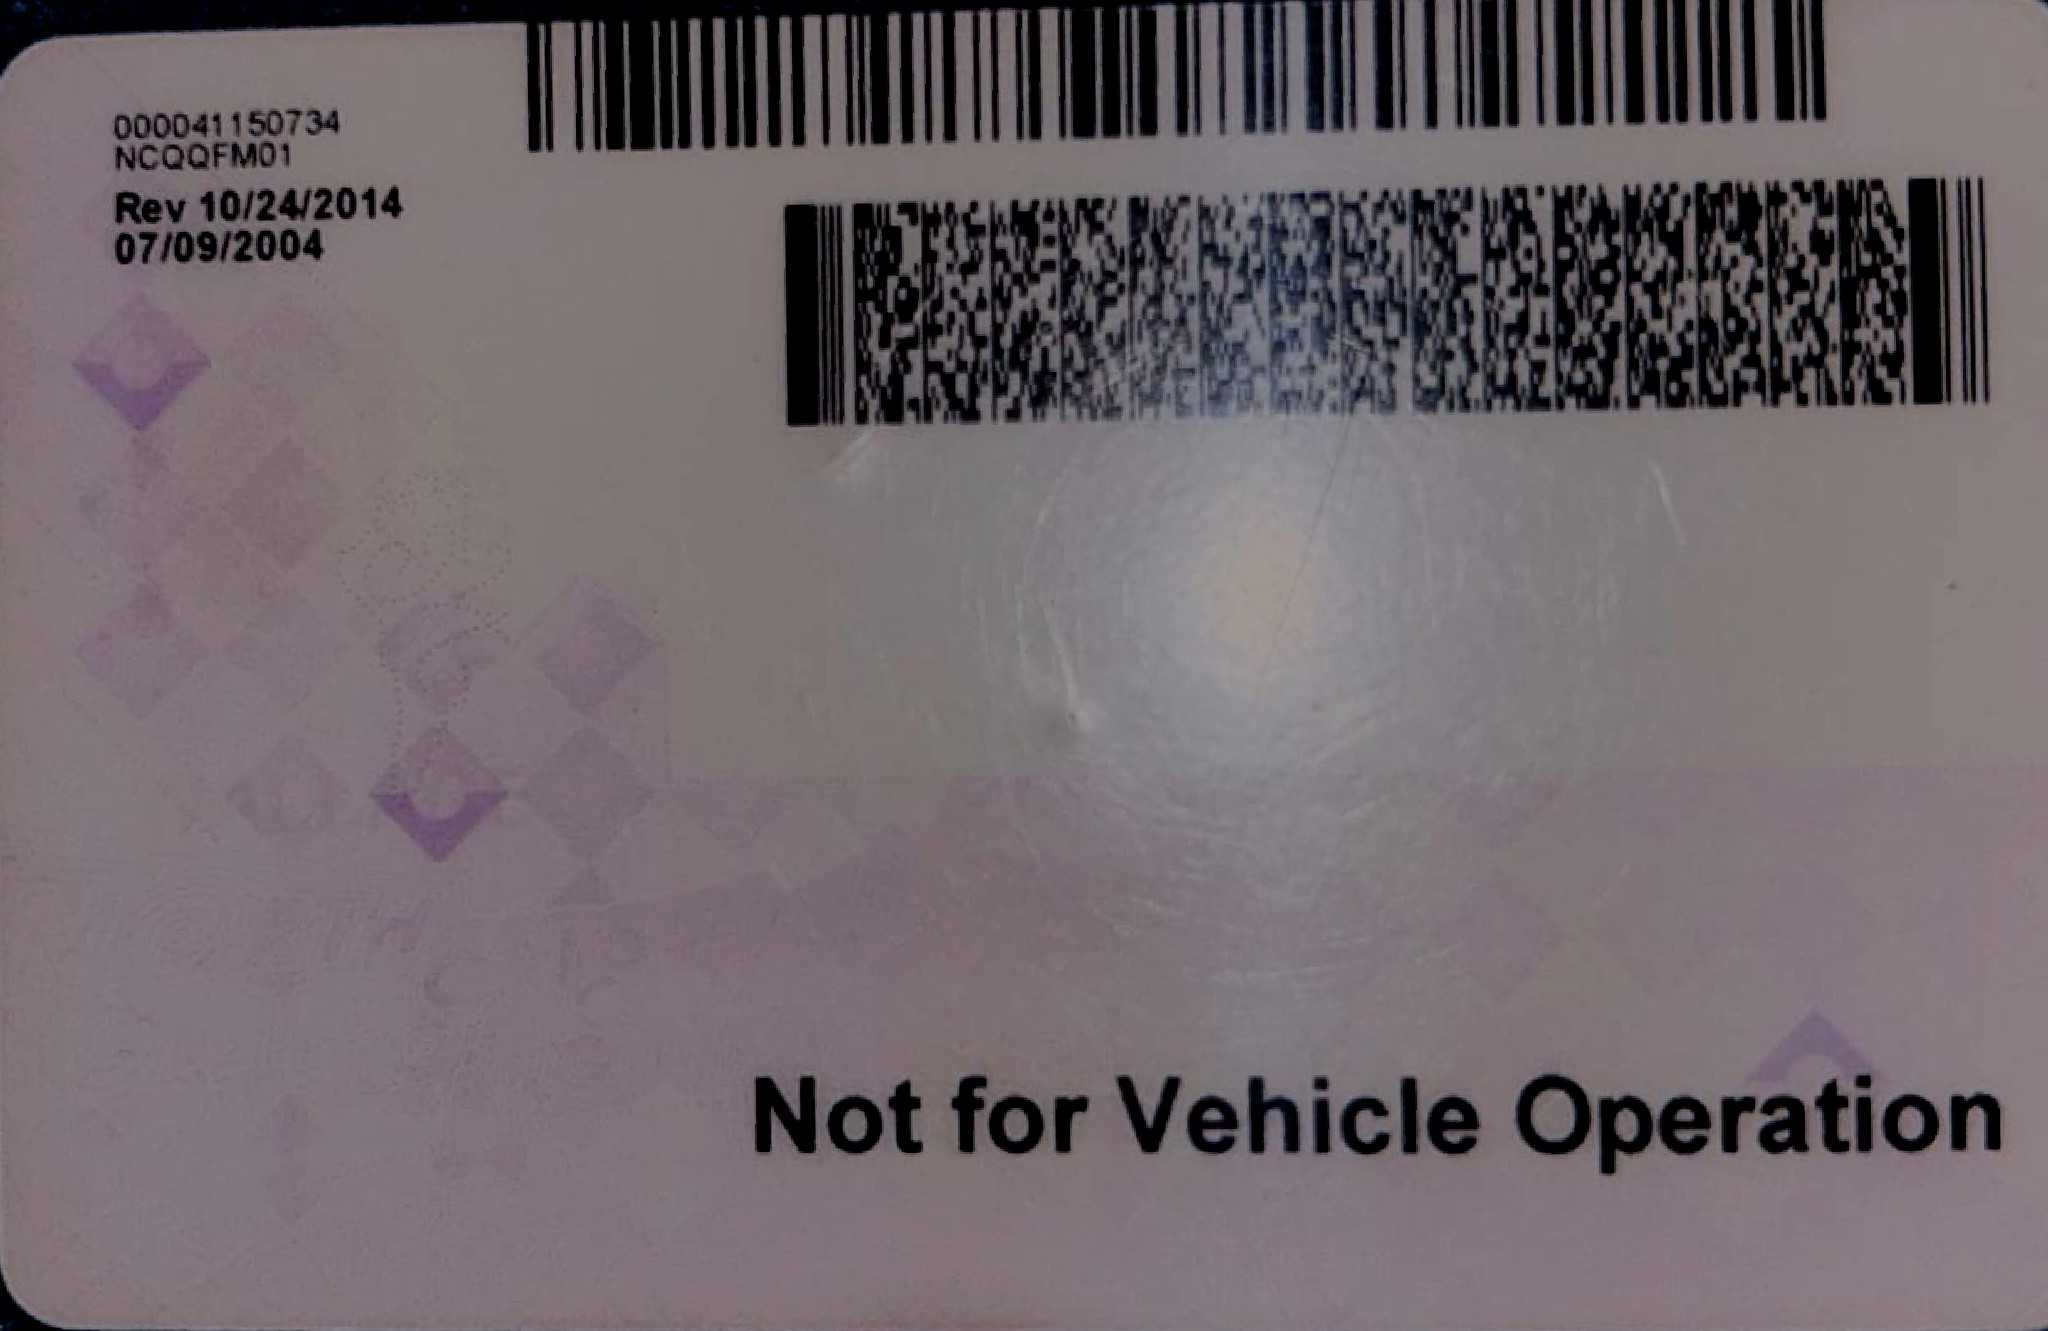 000041150734
NCQQFM01
Rev 10/24/2014
07/09/2004
Not for Vehicle Operation